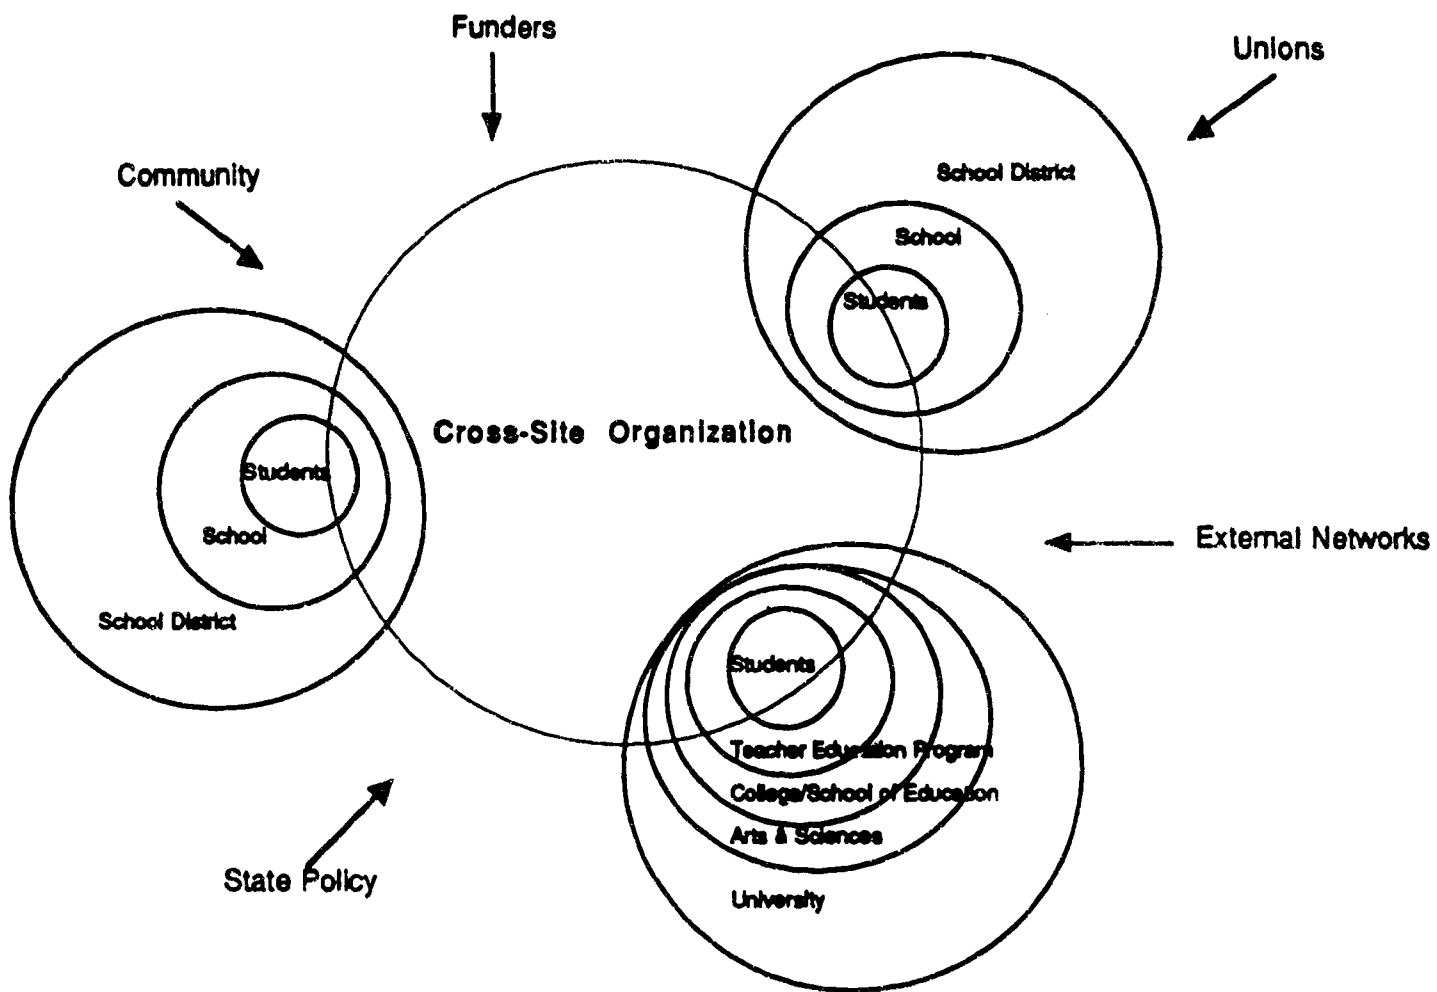 Funders
Unions
Community
School District
School
Students
Cross-Site Organization
Students
School
School District
External Networks
Students
Teacher Education Program
College/School of Education
Arts & Sciences
University
State Policy